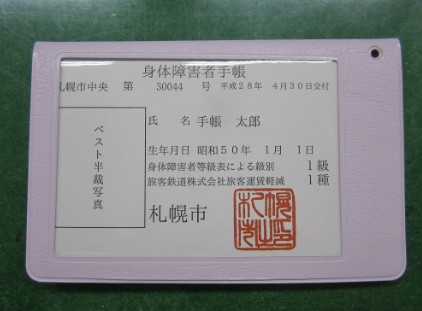 身体障害者手帳
札幌市中央 第 30044 号 平成28年 4月30日交付
氏 名 手帳 太郎
生年月日 昭和50年 1月 1日
身体障害者等級表による級別 1級
旅客鉄道株式会社旅客運賃軽減 1種
ベスト半裁写真
札幌市